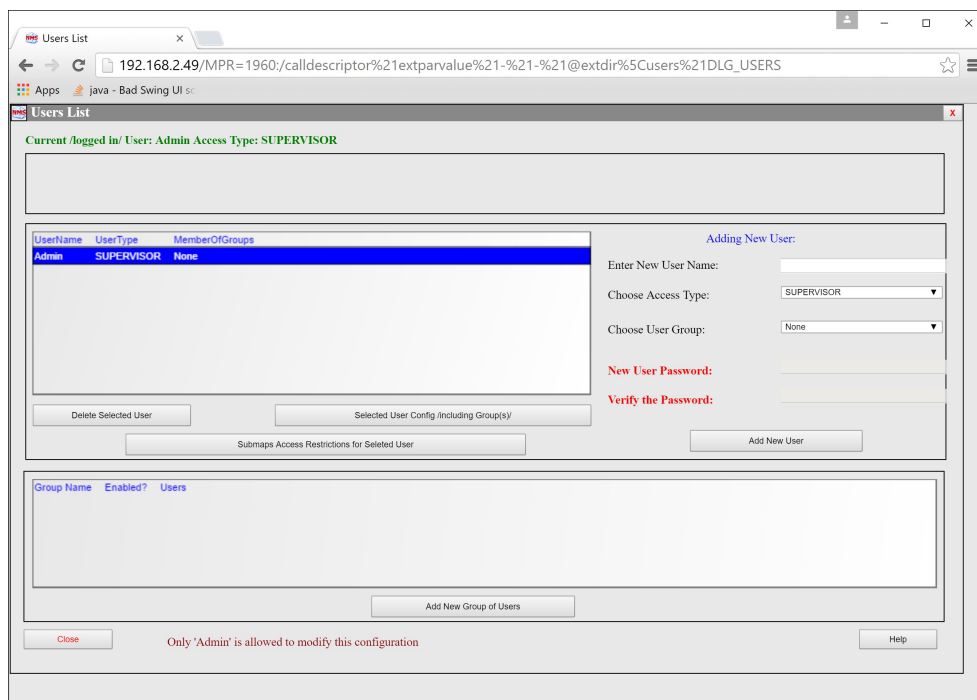 NMS Users List
192.168.2.49/MPR=1960:/calldescriptor%21extparvalue%21-%21-%21@extdir%5Cusers%21DLG_USERS
Apps java - Bad Swing UI sc
NMS Users List X
Current /logged in/ User: Admin Access Type: SUPERVISOR
UserName UserType MemberOfGroups
Admin SUPERVISOR None
Delete Selected User Selected User Config /including Group(s)/
Submaps Access Restrictions for Seleted User
Adding New User:
Enter New User Name:
Choose Access Type: SUPERVISOR
Choose User Group: None
New User Password:
Verify the Password:
Add New User
Group Name Enabled? Users
Add New Group of Users
Close Only 'Admin' is allowed to modify this configuration Help